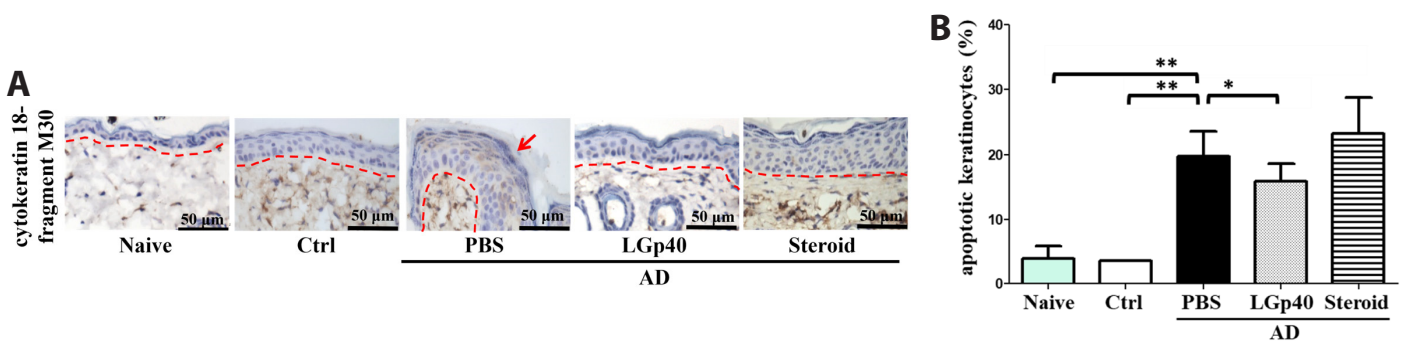 A
cytokeratin 18-
fragment M30
50 μm
50 μm
50 μm
50 μm
50 μm
Naive
Ctrl
PBS
LGp40
Steroid
AD
B
apoptotic keratinocytes (%)
40
30
20
10
0
**
**
*
Naive
Ctrl
PBS
LGp40
Steroid
AD